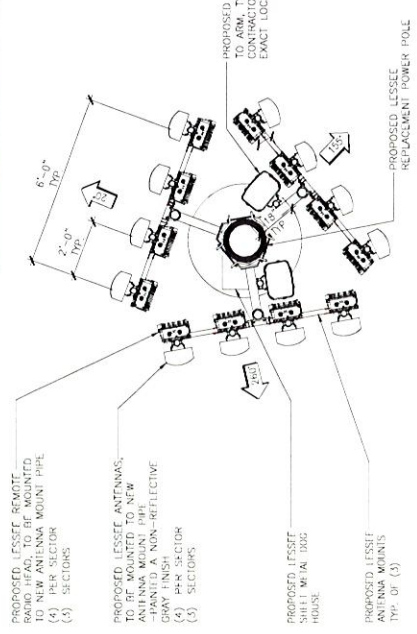 PROPOSED LESSEE REMOTE
RADIO HEAD, TO BE MOUNTED
TO NEW ANTENNA MOUNT PIPE
(4) PER SECTOR
(3) SECTORS
PROPOSED LESSEE ANTENNAS,
TO BE MOUNTED TO NEW
ANTENNA MOUNT PIPE
-PAINTED A NON-REFLECTIVE
GRAY FINISH
(4) PER SECTOR
(3) SECTORS
PROPOSED LESSEE
SHEET METAL DOG
HOUSE
PROPOSED LESSEE
ANTENNA MOUNTS
TYP. OF (3)
6'-0"
TYP
2'-0"
TYP
20°
18"
TYP
155°
260°
PROPOSED
TO ARM, T
CONTRACTO
EXACT LOC
PROPOSED LESSEE
REPLACEMENT POWER POLE